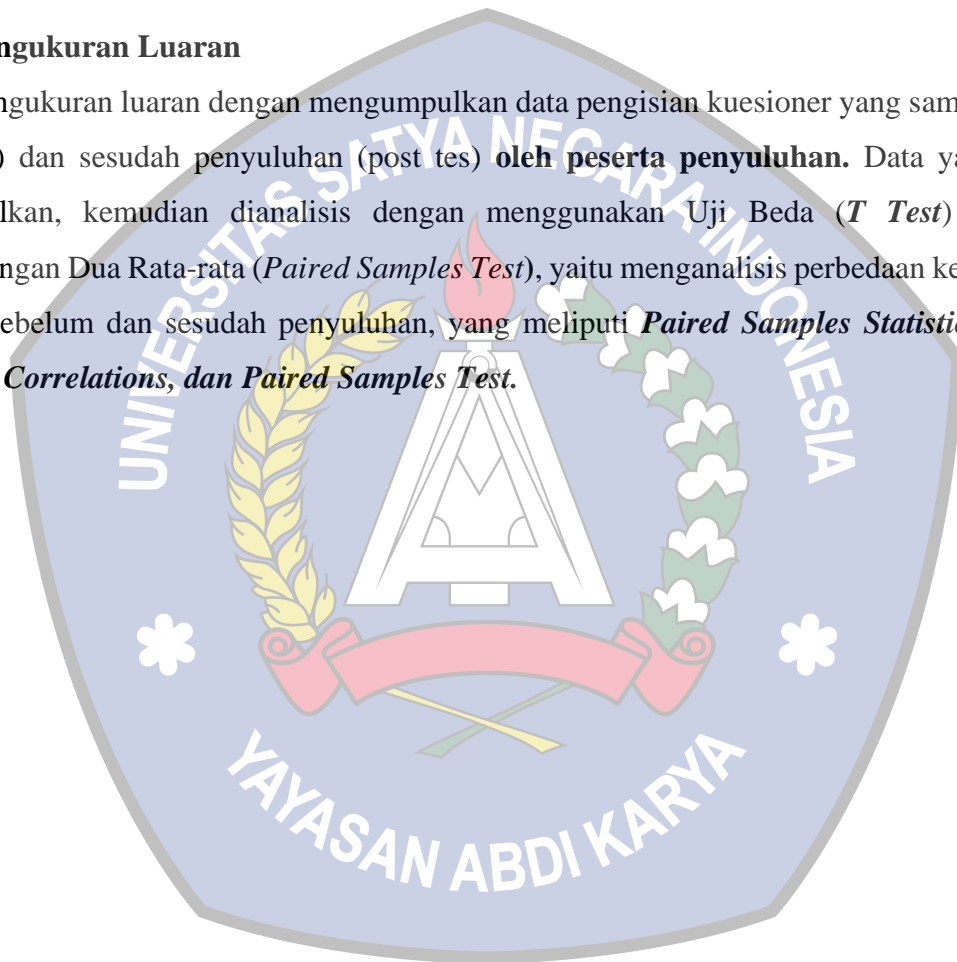 ngukuran Luaran
ngukuran luaran dengan mengumpulkan data pengisian kuesioner yang sam
) dan sesudah penyuluhan (post tes) oleh peserta penyuluhan. Data ya
lkan, kemudian dianalisis dengan menggunakan Uji Beda (T Test)
ngan Dua Rata-rata (Paired Samples Test), yaitu menganalisis perbedaan ke
ebelum dan sesudah penyuluhan, yang meliputi Paired Samples Statistic
Correlations, dan Paired Samples Test.
UNIVERSITAS SATYA NEGARA INDONESIA
YAYASAN ABDI KARYA